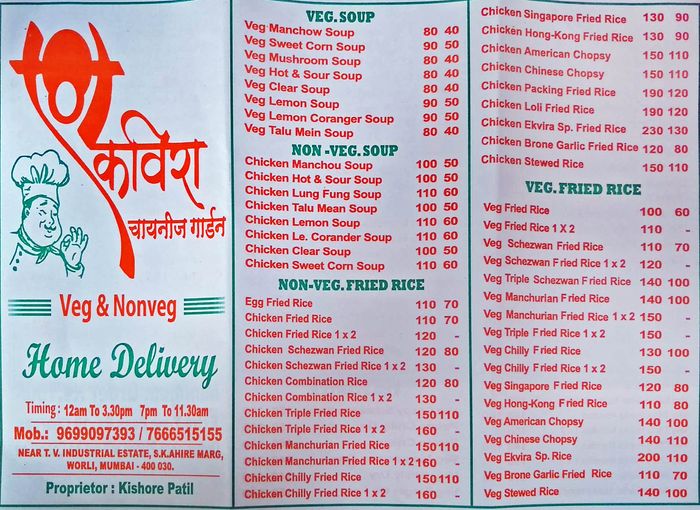 एकविरा
चायनीज गार्डन
Veg & Nonveg
Home Delivery
Timing : 12am To 3.30pm 7pm To 11.30am
Mob.: 9699097393 / 7666515155
NEAR T. V. INDUSTRIAL ESTATE, S.K.AHIRE MARG,
WORLI, MUMBAI - 400 030.
Proprietor : Kishore Patil
VEG. SOUP
Veg Manchow Soup 80 40
Veg Sweet Corn Soup 90 50
Veg Mushroom Soup 80 40
Veg Hot & Sour Soup 80 40
Veg Clear Soup 80 40
Veg Lemon Soup 90 50
Veg Lemon Coranger Soup 90 50
Veg Talu Mein Soup 80 40
NON -VEG. SOUP
Chicken Manchou Soup 100 50
Chicken Hot & Sour Soup 100 50
Chicken Lung Fung Soup 110 60
Chicken Talu Mean Soup 100 50
Chicken Lemon Soup 110 60
Chicken Le. Corander Soup 110 60
Chicken Clear Soup 100 50
Chicken Sweet Corn Soup 110 60
NON-VEG. FRIED RICE
Egg Fried Rice 110 70
Chicken Fried Rice 110 70
Chicken Fried Rice 1 x 2 120 -
Chicken Schezwan Fried Rice 120 80
Chicken Schezwan Fried Rice 1 x 2 130 -
Chicken Combination Rice 120 80
Chicken Combination Rice 1 x 2 130 -
Chicken Triple Fried Rice 150 110
Chicken Triple Fried Rice 1 x 2 160 -
Chicken Manchurian Fried Rice 150 110
Chicken Manchurian Fried Rice 1 x 2 160 -
Chicken Chilly Fried Rice 150 110
Chicken Chilly Fried Rice 1 x 2 160 -
Chicken Singapore Fried Rice 130 90
Chicken Hong-Kong Fried Rice 130 90
Chicken American Chopsy 150 110
Chicken Chinese Chopsy 150 110
Chicken Packing Fried Rice 190 120
Chicken Loli Fried Rice 190 120
Chicken Ekvira Sp. Fried Rice 230 130
Chicken Brone Garlic Fried Rice 120 80
Chicken Stewed Rice 150 110
VEG. FRIED RICE
Veg Fried Rice 100 60
Veg Fried Rice 1 X 2 110 -
Veg Schezwan Fried Rice 110 70
Veg Schezwan Fried Rice 1 x 2 120 -
Veg Triple Schezwan Fried Rice 140 100
Veg Manchurian Fried Rice 140 100
Veg Manchurian Fried Rice 1 x 2 150 -
Veg Triple Fried Rice 1 x 2 150 -
Veg Chilly Fried Rice 130 100
Veg Chilly Fried Rice 1 x 2 150 -
Veg Singapore Fried Rice 120 80
Veg Hong-Kong Fried Rice 110 80
Veg American Chopsy 140 100
Veg Chinese Chopsy 140 110
Veg Ekvira Sp. Rice 200 110
Veg Brone Garlic Fried Rice 110 70
Veg Stewed Rice 140 100